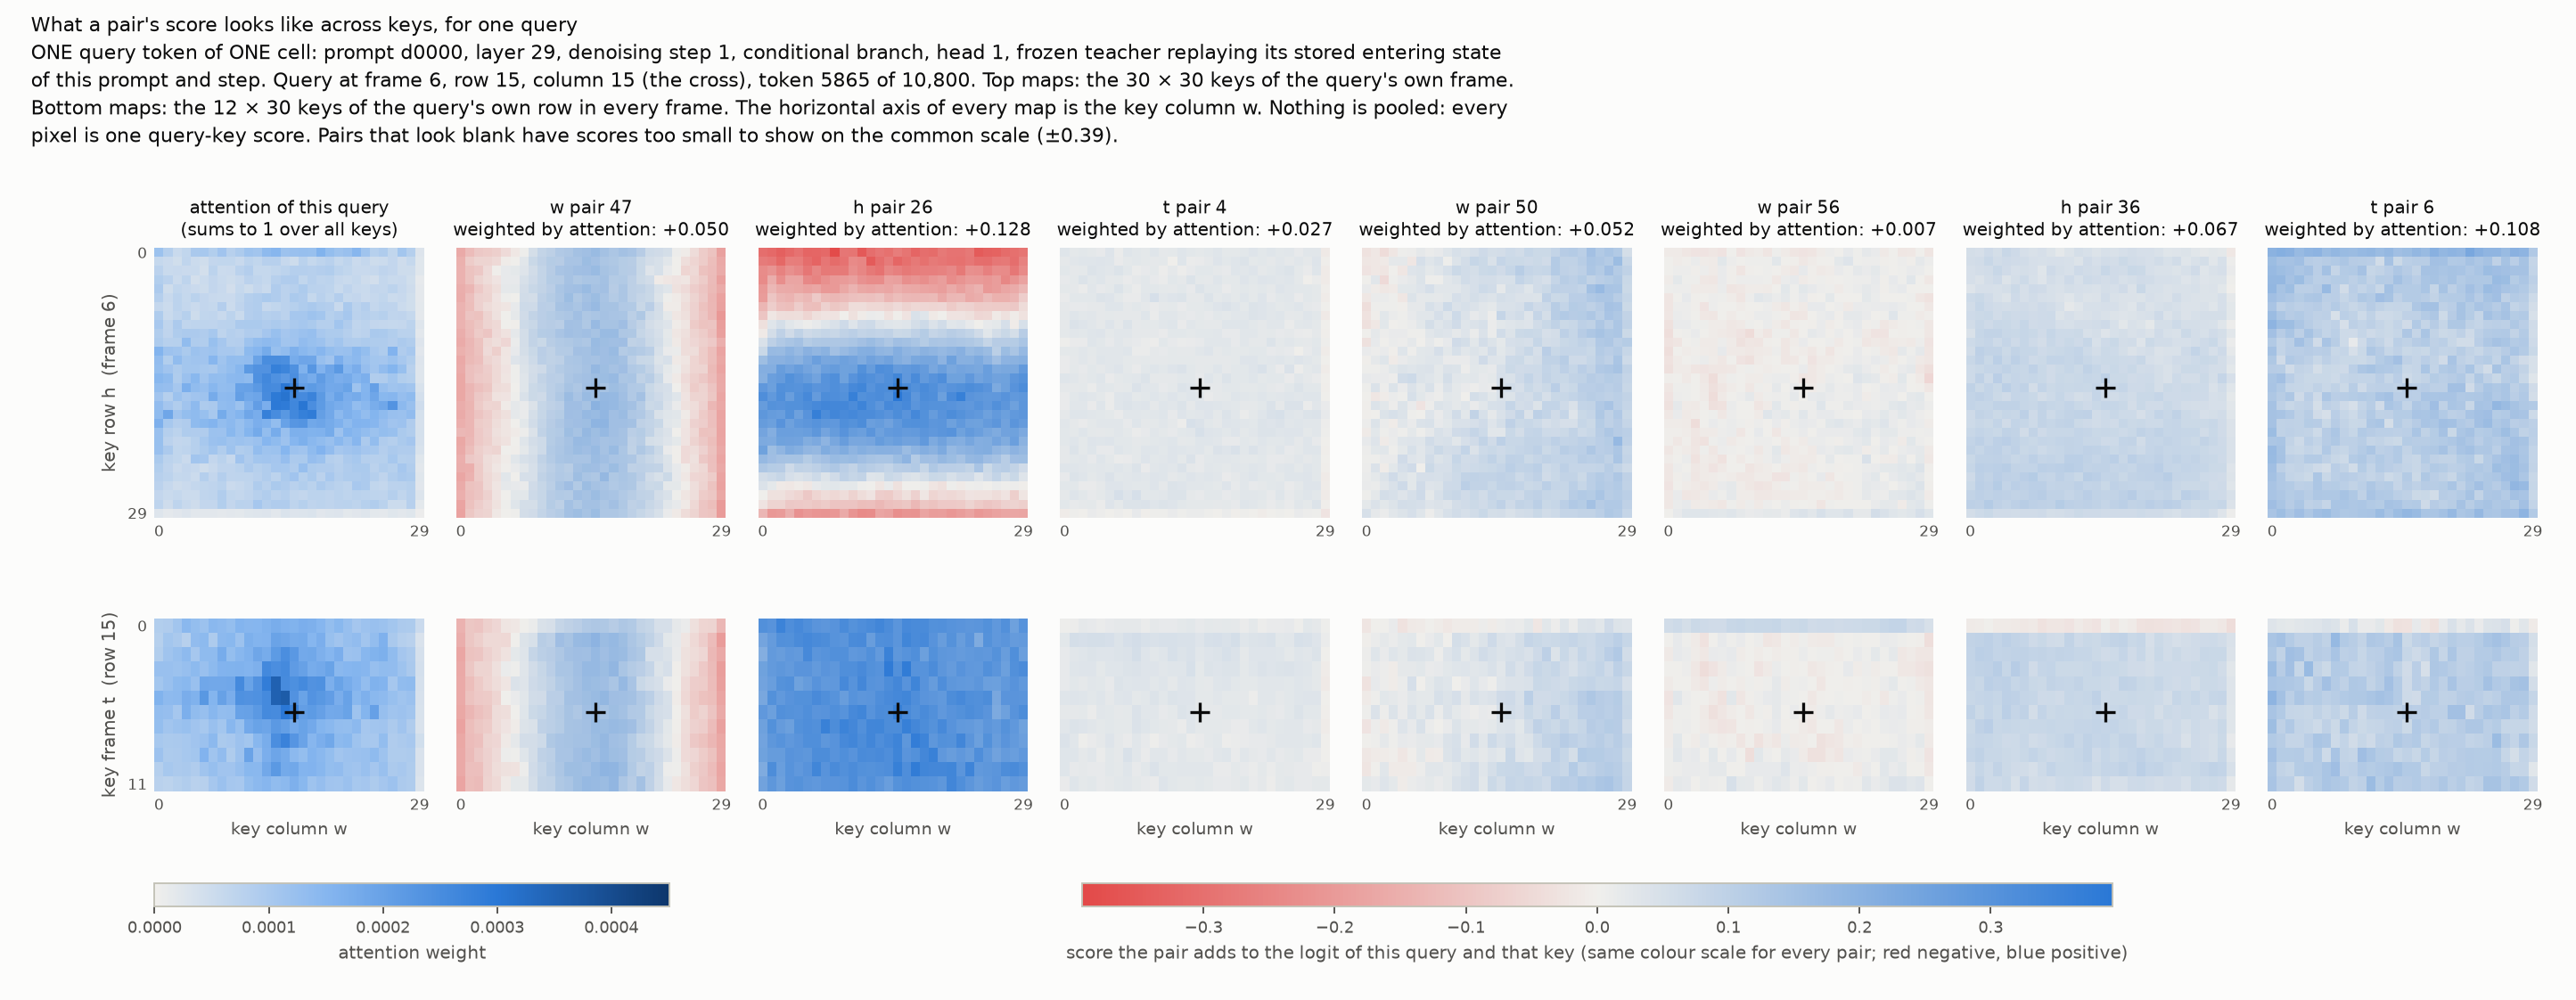 What a pair's score looks like across keys, for one query
ONE query token of ONE cell: prompt d0000, layer 29, denoising step 1, conditional branch, head 1, frozen teacher replaying its stored entering state
of this prompt and step. Query at frame 6, row 15, column 15 (the cross), token 5865 of 10,800. Top maps: the 30 × 30 keys of the query's own frame.
Bottom maps: the 12 × 30 keys of the query's own row in every frame. The horizontal axis of every map is the key column w. Nothing is pooled: every
pixel is one query-key score. Pairs that look blank have scores too small to show on the common scale (±0.39).
attention of this query
(sums to 1 over all keys)
w pair 47
weighted by attention: +0.050
h pair 26
weighted by attention: +0.128
t pair 4
weighted by attention: +0.027
w pair 50
weighted by attention: +0.052
w pair 56
weighted by attention: +0.007
h pair 36
weighted by attention: +0.067
t pair 6
weighted by attention: +0.108
key row h (frame 6)
0
29
0 29
0 29
0 29
0 29
0 29
0 29
0 29
0 29
key frame t (row 15)
0
11
0 29
0 29
0 29
0 29
0 29
0 29
0 29
0 29
key column w
key column w
key column w
key column w
key column w
key column w
key column w
key column w
0.0000 0.0001 0.0002 0.0003 0.0004
attention weight
−0.3 −0.2 −0.1 0.0 0.1 0.2 0.3
score the pair adds to the logit of this query and that key (same colour scale for every pair; red negative, blue positive)